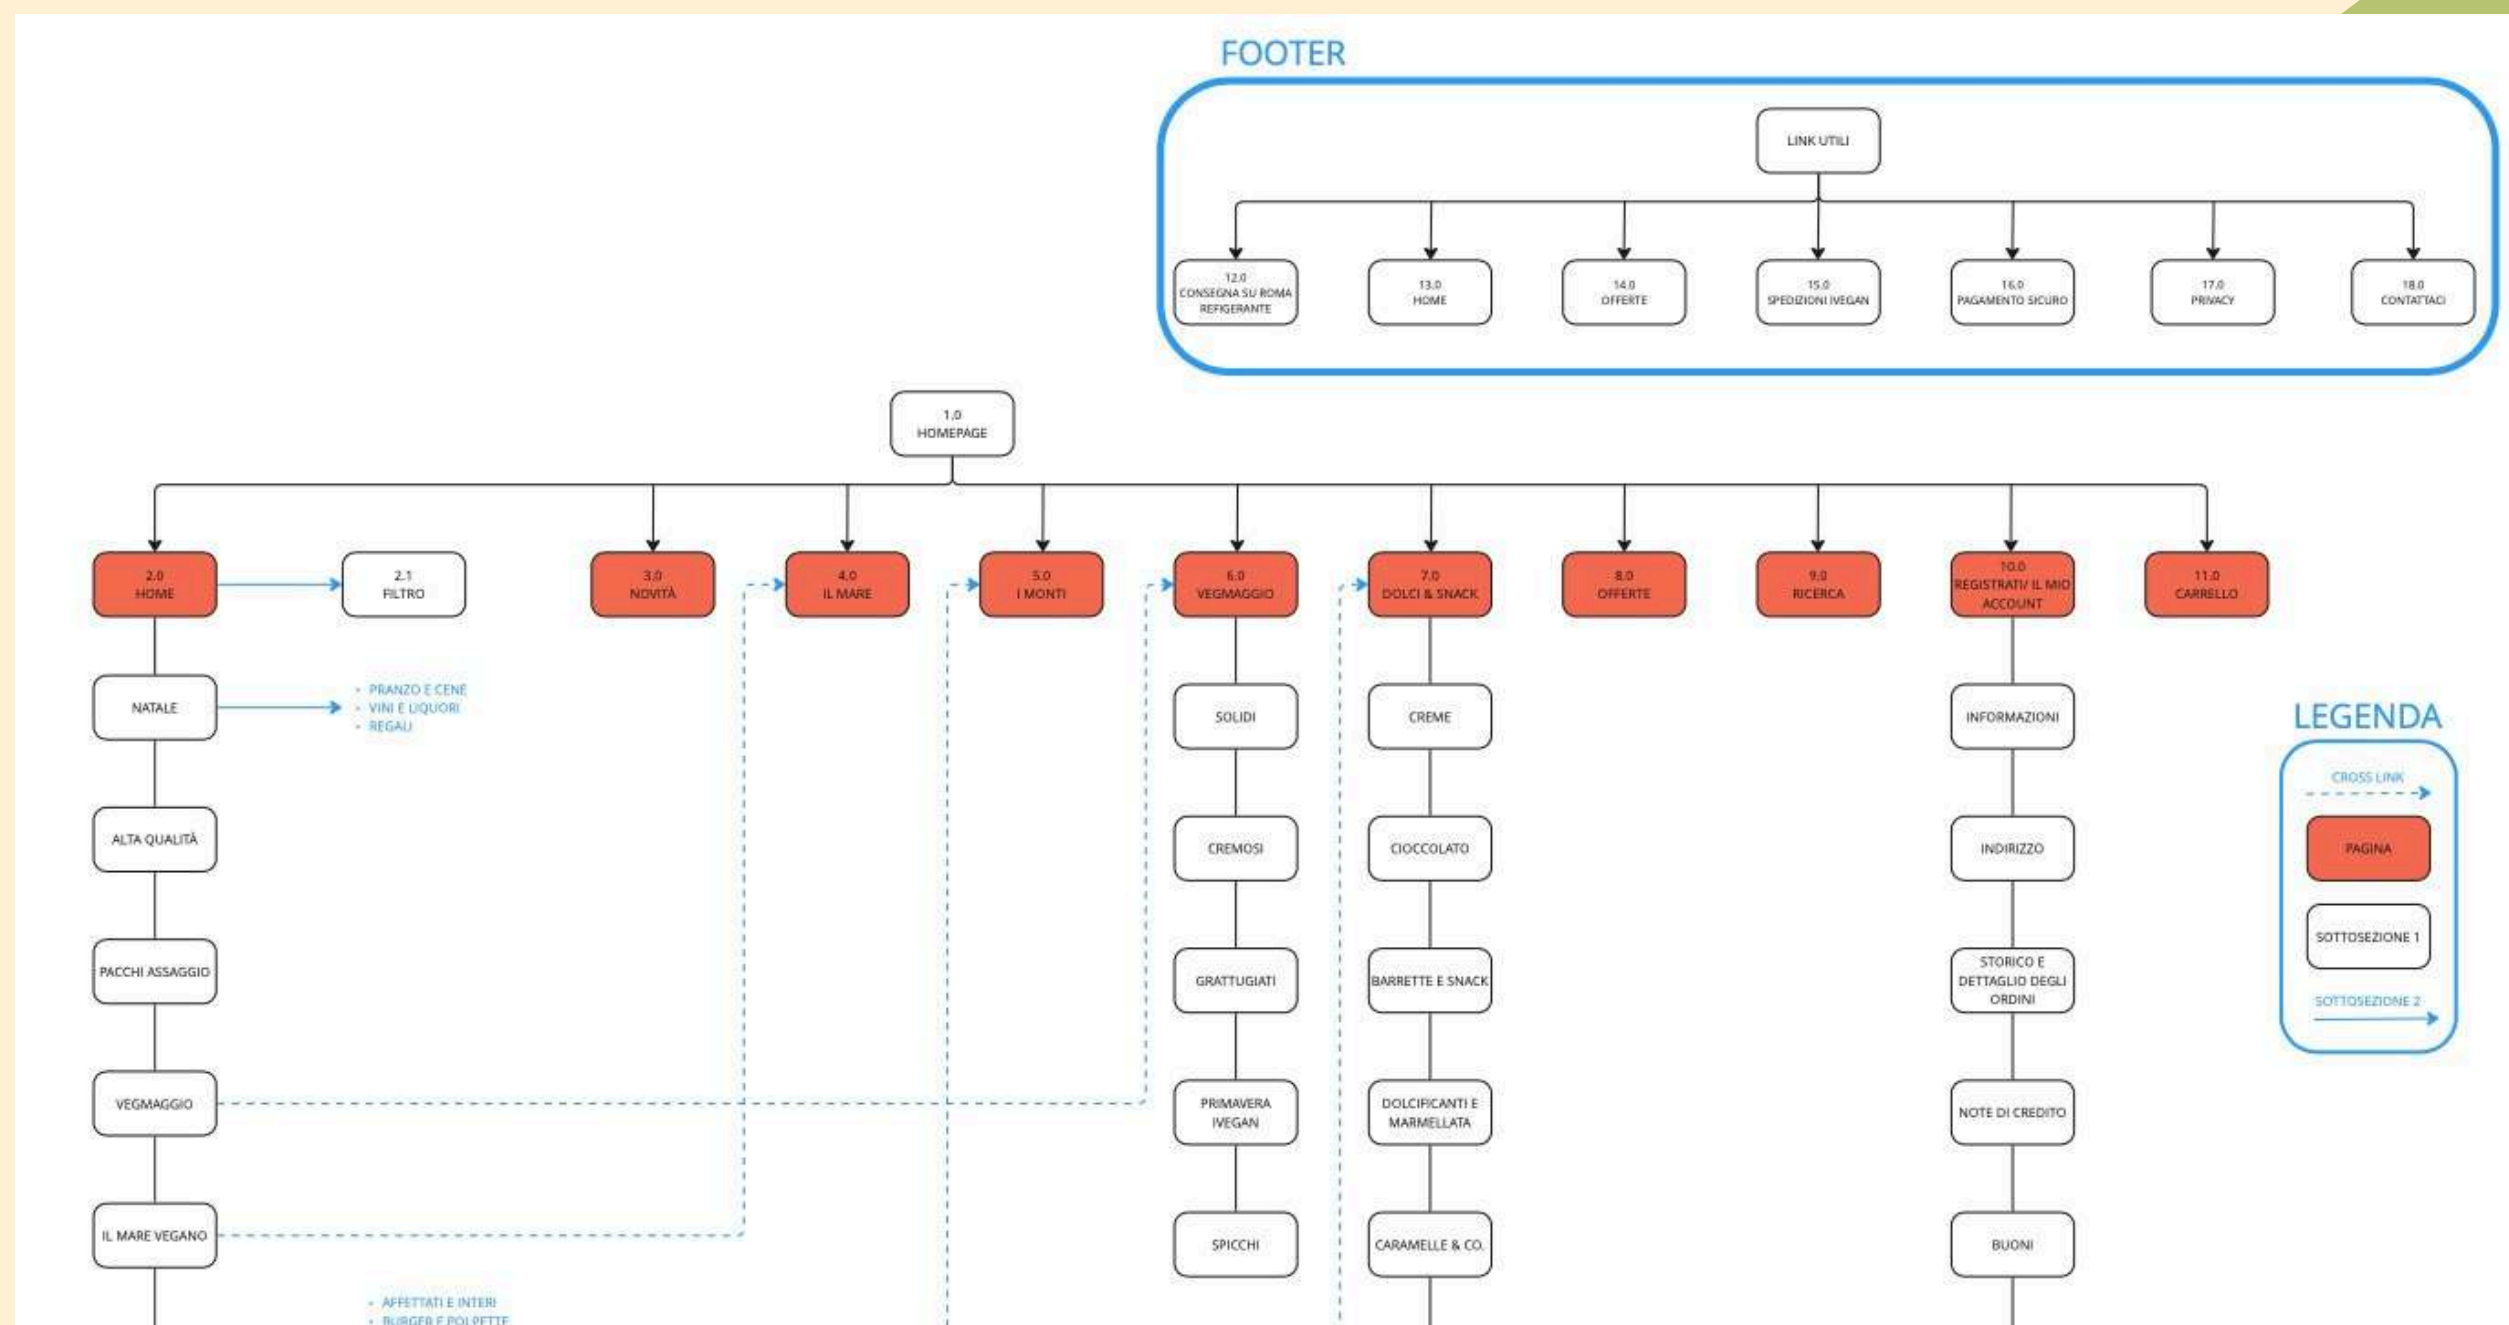 FOOTER
LINK UTILI
12.0
CONSEGNA SU ROMA
REFIGERANTE
13.0
HOME
14.0
OFFERTE
15.0
SPEDIZIONI IVEGAN
16.0
PAGAMENTO SICURO
17.0
PRIVACY
18.0
CONTATTACI
1.0
HOMEPAGE
2.0
HOME
2.1
FILTRO
3.0
NOVITÀ
4.0
IL MARE
5.0
I MONTI
6.0
VEGMAGGIO
7.0
DOLCI & SNACK
8.0
OFFERTE
9.0
RICERCA
10.0
REGISTRATI/ IL MIO
ACCOUNT
11.0
CARRELLO
NATALE
• PRANZO E CENE
• VINI E LIQUORI
• REGALI
ALTA QUALITÀ
PACCHI ASSAGGIO
VEGMAGGIO
IL MARE VEGANO
• AFFETTATI E INTERI
• BURGER E POLPETTE
SOLIDI
CREMOSI
GRATTUGIATI
PRIMAVERA
IVEGAN
SPICCHI
CREME
CIOCCOLATO
BARRETTE E SNACK
DOLCIFICANTI E
MARMELLATA
CARAMELLE & CO.
INFORMAZIONI
INDIRIZZO
STORICO E
DETTAGLIO DEGLI
ORDINI
NOTE DI CREDITO
BUONI
LEGENDA
CROSS LINK
PAGINA
SOTTOSEZIONE 1
SOTTOSEZIONE 2